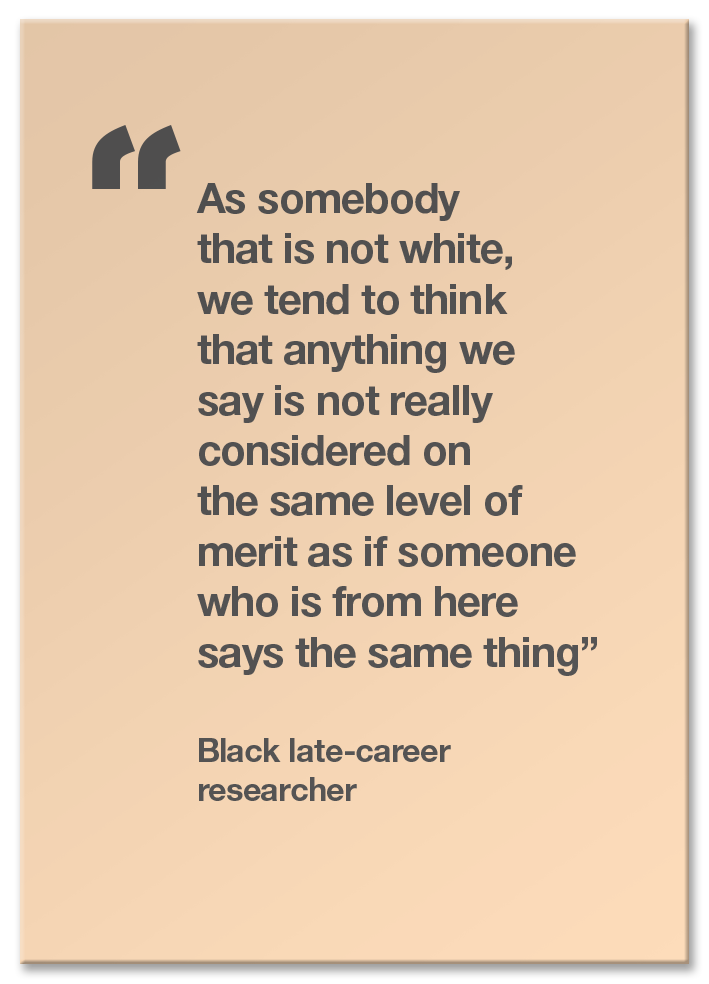 “
As somebody
that is not white,
we tend to think
that anything we
say is not really
considered on
the same level of
merit as if someone
who is from here
says the same thing”
Black late-career
researcher